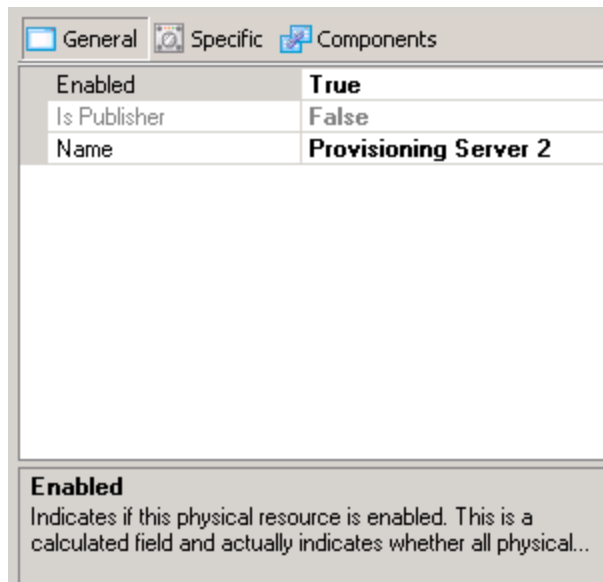 General Specific Components
Enabled True
Is Publisher False
Name Provisioning Server 2
Enabled
Indicates if this physical resource is enabled. This is a
calculated field and actually indicates whether all physical...